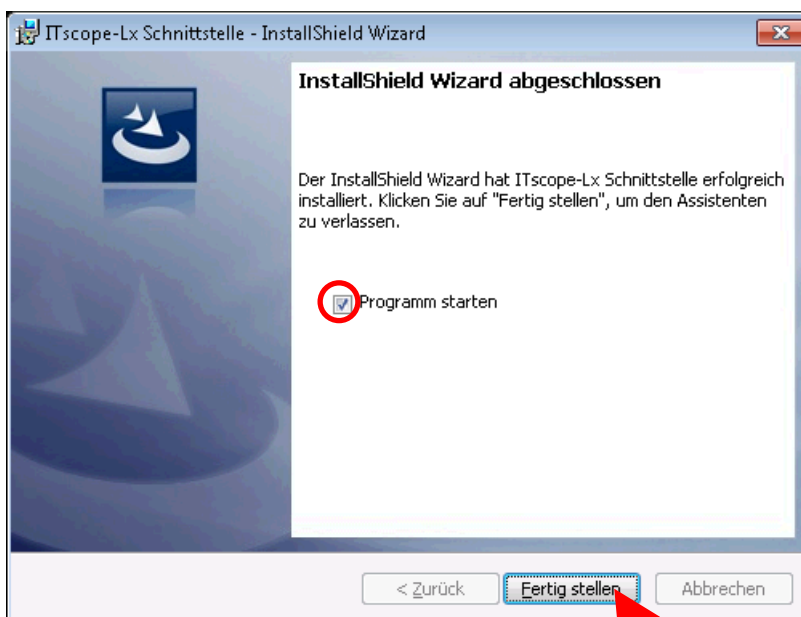 ITscope-Lx Schnittstelle - InstallShield Wizard
InstallShield Wizard abgeschlossen
Der InstallShield Wizard hat ITscope-Lx Schnittstelle erfolgreich
installiert. Klicken Sie auf "Fertig stellen", um den Assistenten
zu verlassen.
Programm starten
< Zurück
Fertig stellen
Abbrechen